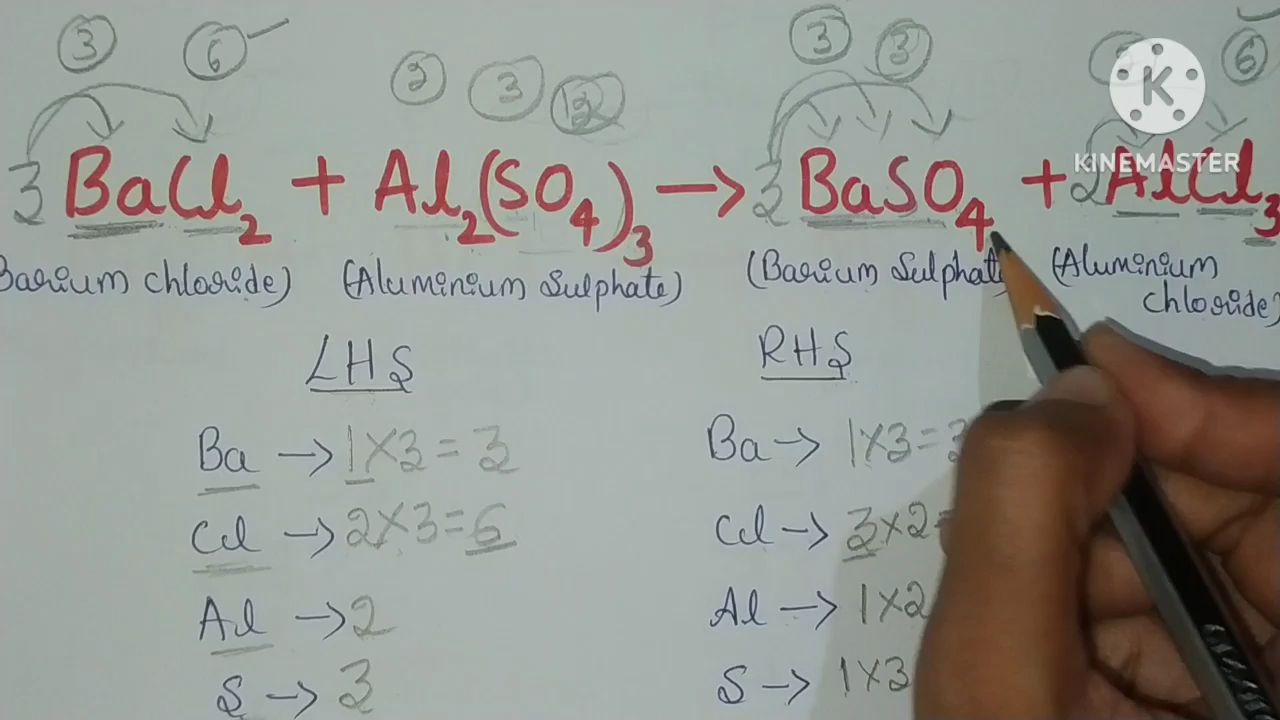 3 6 2 3 12 3 3 6
K
KINEMASTER
3 BaCl2 + Al2(SO4)3 → 3 BaSO4 + 2 AlCl3
Barium chloride) (Aluminium Sulphate) (Barium Sulphate (Aluminium
chloride)
LHS RHS
Ba → 1×3 = 3 Ba → 1×3 = 3
Cl → 2×3 = 6 Cl → 3×2 =
Al → 2 Al → 1×2
S → 3 S → 1×3